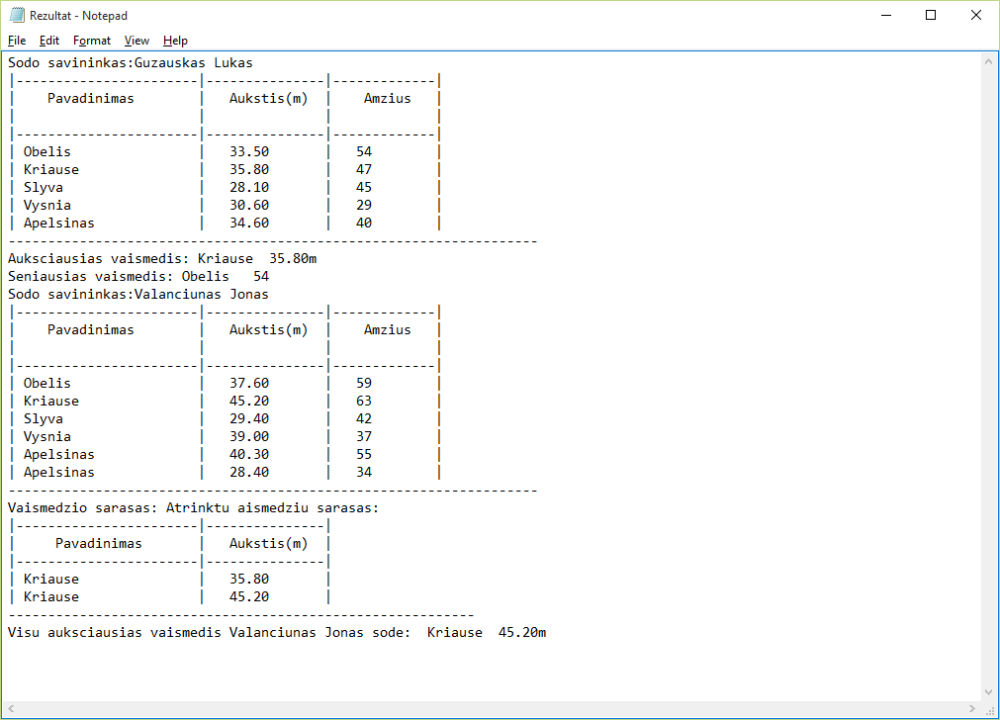 Rezultat - Notepad
File Edit Format View Help
Sodo savininkas:Guzauskas Lukas
|-----------------------|---------------|-------------|
|    Pavadinimas        |   Aukstis(m)  |    Amzius   |
|                       |               |             |
|-----------------------|---------------|-------------|
| Obelis                |   33.50       |   54        |
| Kriause               |   35.80       |   47        |
| Slyva                 |   28.10       |   45        |
| Vysnia                |   30.60       |   29        |
| Apelsinas             |   34.60       |   40        |
-------------------------------------------------------------------
Auksciausias vaismedis: Kriause  35.80m
Seniausias vaismedis: Obelis   54
Sodo savininkas:Valanciunas Jonas
|-----------------------|---------------|-------------|
|    Pavadinimas        |   Aukstis(m)  |    Amzius   |
|                       |               |             |
|-----------------------|---------------|-------------|
| Obelis                |   37.60       |   59        |
| Kriause               |   45.20       |   63        |
| Slyva                 |   29.40       |   42        |
| Vysnia                |   39.00       |   37        |
| Apelsinas             |   40.30       |   55        |
| Apelsinas             |   28.40       |   34        |
-------------------------------------------------------------------
Vaismedzio sarasas: Atrinktu aismedziu sarasas:
|-----------------------|---------------|
|     Pavadinimas       |   Aukstis(m)  |
|-----------------------|---------------|
| Kriause               |   35.80       |
| Kriause               |   45.20       |
-----------------------------------------------------------
Visu auksciausias vaismedis Valanciunas Jonas sode:  Kriause  45.20m